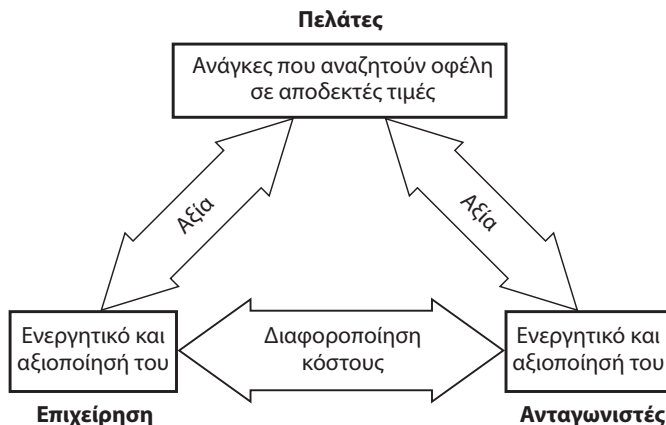 Πελάτες
Ανάγκες που αναζητούν οφέλη
σε αποδεκτές τιμές
Αξία
Αξία
Ενεργητικό και
αξιοποίησή του
Διαφοροποίηση
κόστους
Ενεργητικό και
αξιοποίησή του
Επιχείρηση
Ανταγωνιστές